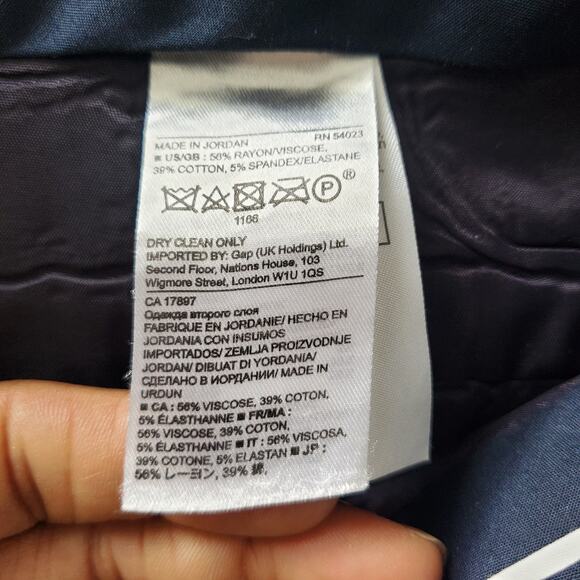 MADE IN JORDAN RN 54023
■ US/GB : 56% RAYON/VISCOSE,
39% COTTON, 5% SPANDEX/ELASTANE
P ®
1166
DRY CLEAN ONLY
IMPORTED BY: Gap (UK Holdings) Ltd.
Second Floor, Nations House, 103
Wigmore Street, London W1U 1QS
CA 17897
Одежда второго слоя
FABRIQUÉ EN JORDANIE/ HECHO EN
JORDANIA CON INSUMOS
IMPORTADOS/ ZEMLJA PROIZVODNJE
JORDAN/ DIBUAT DI YORDANIA/
СДЕЛАНО В ИОРДАНИИ/ MADE IN
URDUN
■ CA : 56% VISCOSE, 39% COTON,
5% ÉLASTHANNE ■ FR/MA :
56% VISCOSE, 39% COTON,
5% ÉLASTHANNE ■ IT : 56% VISCOSA,
39% COTONE, 5% ELASTAN ■ JP :
56% レーヨン, 39% 綿,